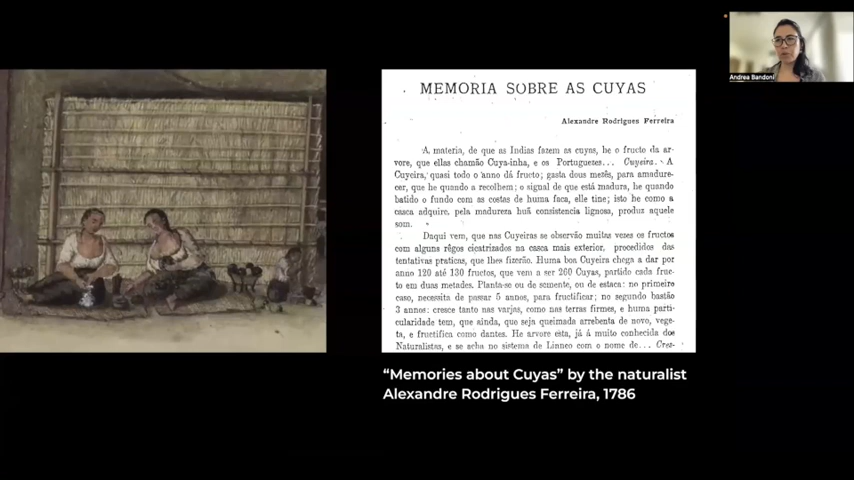 MEMORIA SOBRE AS CUYAS
Alexandre Rodrigues Ferreira
A materia, de que as Indias fazem as cuyas, he o fructo da ar-
vore, que ellas chamão Cuya-inha, e os Portuguezes... Cuyeira. A
Cuyeira, quasi todo o anno dá fructo; gasta dous mezes, para amadure-
cer, que he quando a recolhem; o signal de que está madura, he quando
batido o fundo com as costas de huma faca, elle tine; isto he como a
casca adquire, pela madureza huã consistencia lignosa, produz aquele
som.
Daqui vem, que nas Cuyeiras se observão muitas vezes os fructos
com alguns rêgos cicatrizados na casca mais exterior, procedidos das
tentativas praticas, que lhes fizerão. Huma boa Cuyeira chega a dar por
anno 120 até 130 fructos, que vem a ser 260 Cuyas, partido cada fruc-
to em duas metades. Planta-se ou de semente, ou de estaca: no primeiro
caso, necessita de passar 5 annos, para fructificar; no segundo bastão
3 annos: cresce tanto nas varjas, como nas terras firmes, e huma parti-
cularidade tem, que ainda, que seja queimada arrebenta de novo, vege-
ta, e fructifica como dantes. He arvore esta, já á muito conhecida dos
Naturalistas, e se acha no sistema de Linneo com o nome de... Cres-
“Memories about Cuyas” by the naturalist
Alexandre Rodrigues Ferreira, 1786
Andrea Bandoni